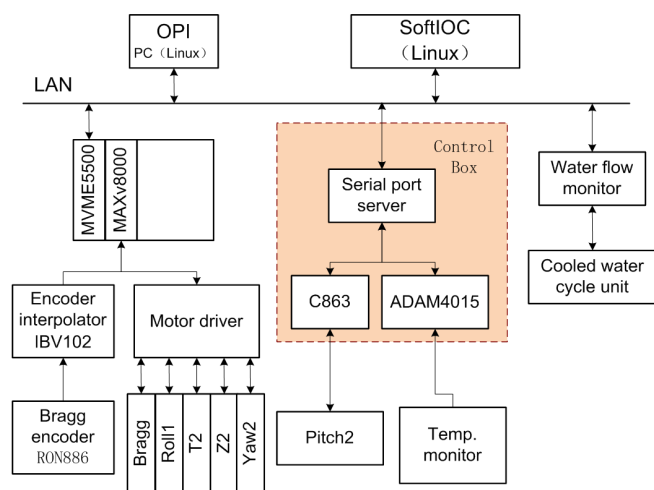 OPI
PC（Linux）
SoftIOC
（Linux）
LAN
MVME5500
MAXv8000
Control
Box
Serial port
server
Water flow
monitor
Cooled water
cycle unit
Encoder
interpolator
IBV102
Motor driver
C863
ADAM4015
Bragg
encoder
RON886
Bragg
Roll1
T2
Z2
Yaw2
Pitch2
Temp.
monitor